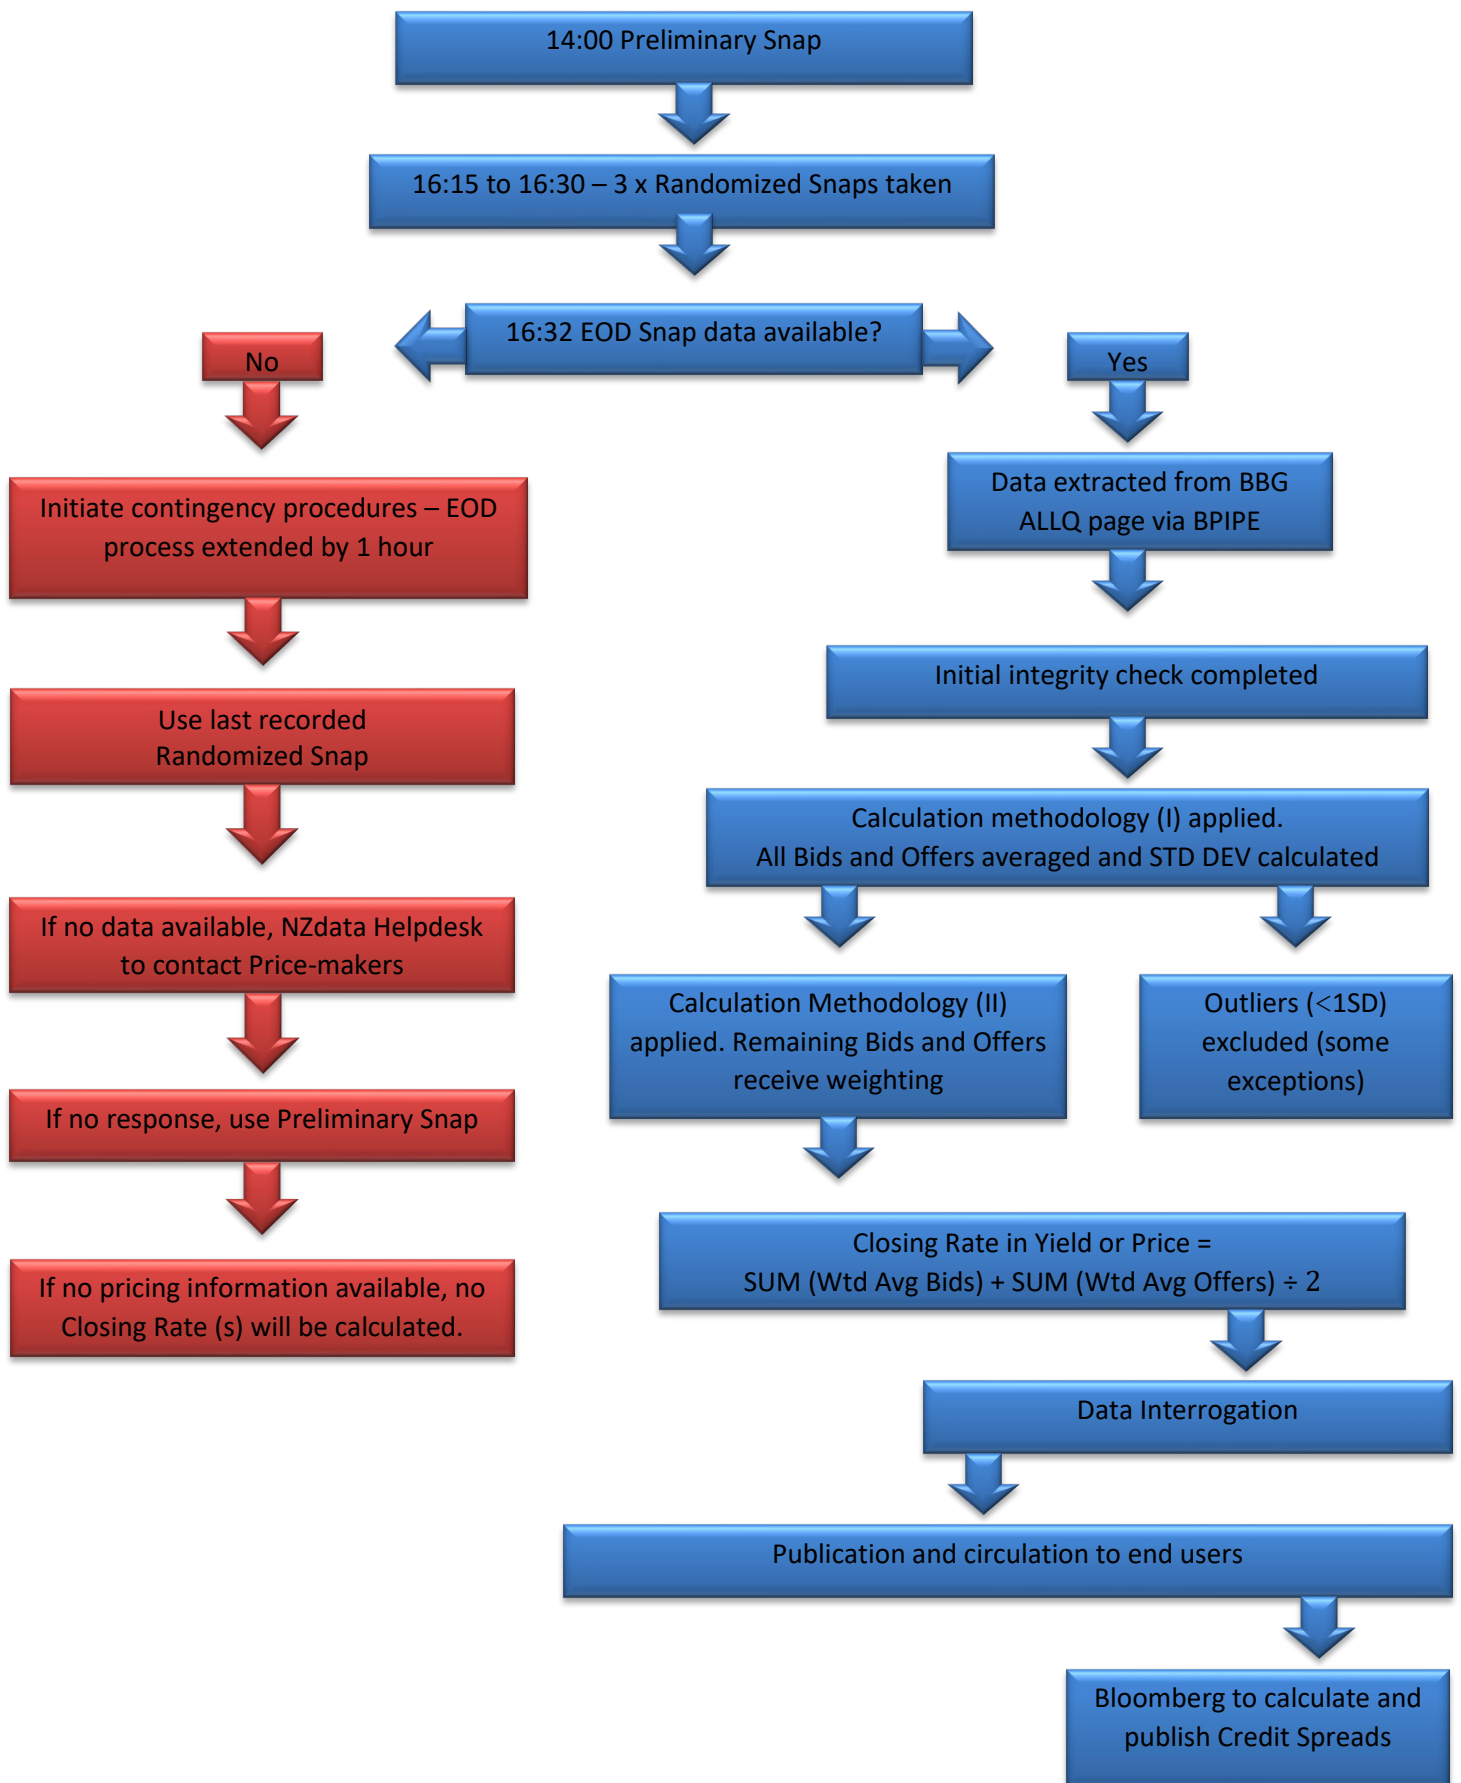 14:00 Preliminary Snap
16:15 to 16:30 – 3 x Randomized Snaps taken
16:32 EOD Snap data available?
No
Initiate contingency procedures – EOD
process extended by 1 hour
Use last recorded
Randomized Snap
If no data available, NZdata Helpdesk
to contact Price-makers
If no response, use Preliminary Snap
If no pricing information available, no
Closing Rate (s) will be calculated.
Yes
Data extracted from BBG
ALLQ page via BPIPE
Initial integrity check completed
Calculation methodology (I) applied.
All Bids and Offers averaged and STD DEV calculated
Calculation Methodology (II)
applied. Remaining Bids and Offers
receive weighting
Outliers (<1SD)
excluded (some
exceptions)
Closing Rate in Yield or Price =
SUM (Wtd Avg Bids) + SUM (Wtd Avg Offers) ÷ 2
Data Interrogation
Publication and circulation to end users
Bloomberg to calculate and
publish Credit Spreads